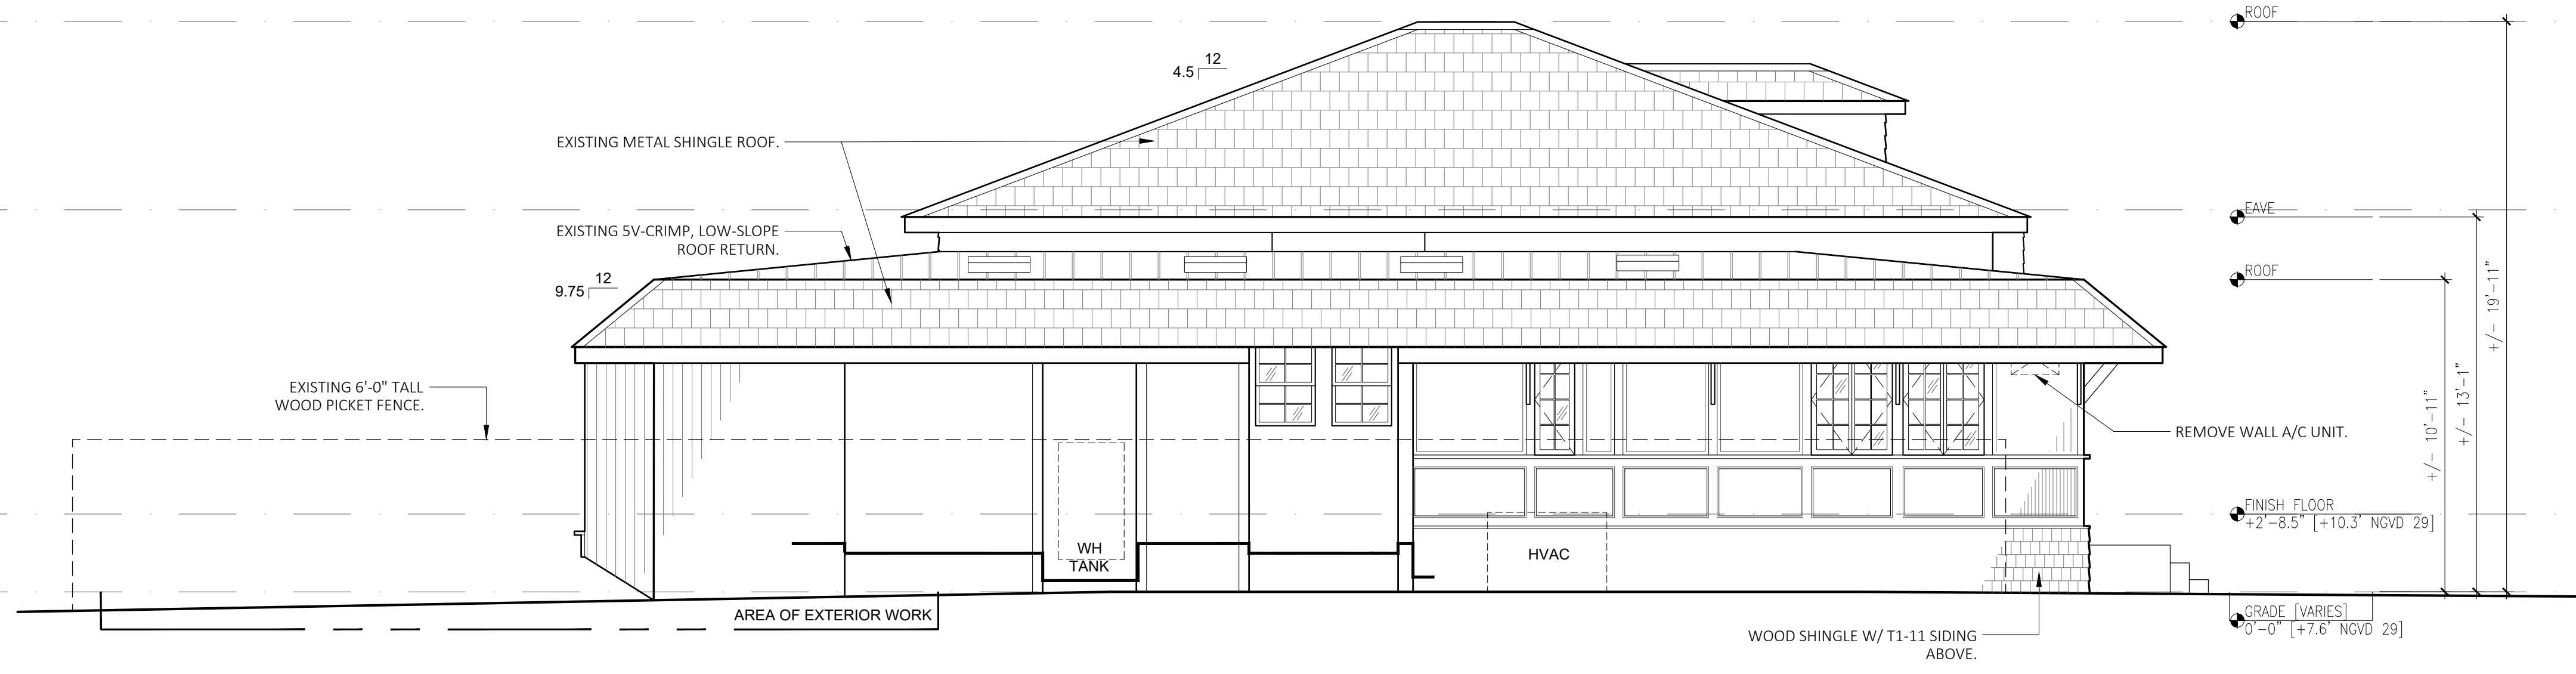 ROOF
12
4.5
EXISTING METAL SHINGLE ROOF.
EAVE
EXISTING 5V-CRIMP, LOW-SLOPE
ROOF RETURN.
ROOF
12
9.75
+/- 19'-11"
+/- 13'-1"
+/- 10'-11"
EXISTING 6'-0" TALL
WOOD PICKET FENCE.
REMOVE WALL A/C UNIT.
FINISH FLOOR
+2'-8.5" [+10.3' NGVD 29]
WH
TANK
HVAC
AREA OF EXTERIOR WORK
GRADE [VARIES]
0'-0" [+7.6' NGVD 29]
WOOD SHINGLE W/ T1-11 SIDING
ABOVE.